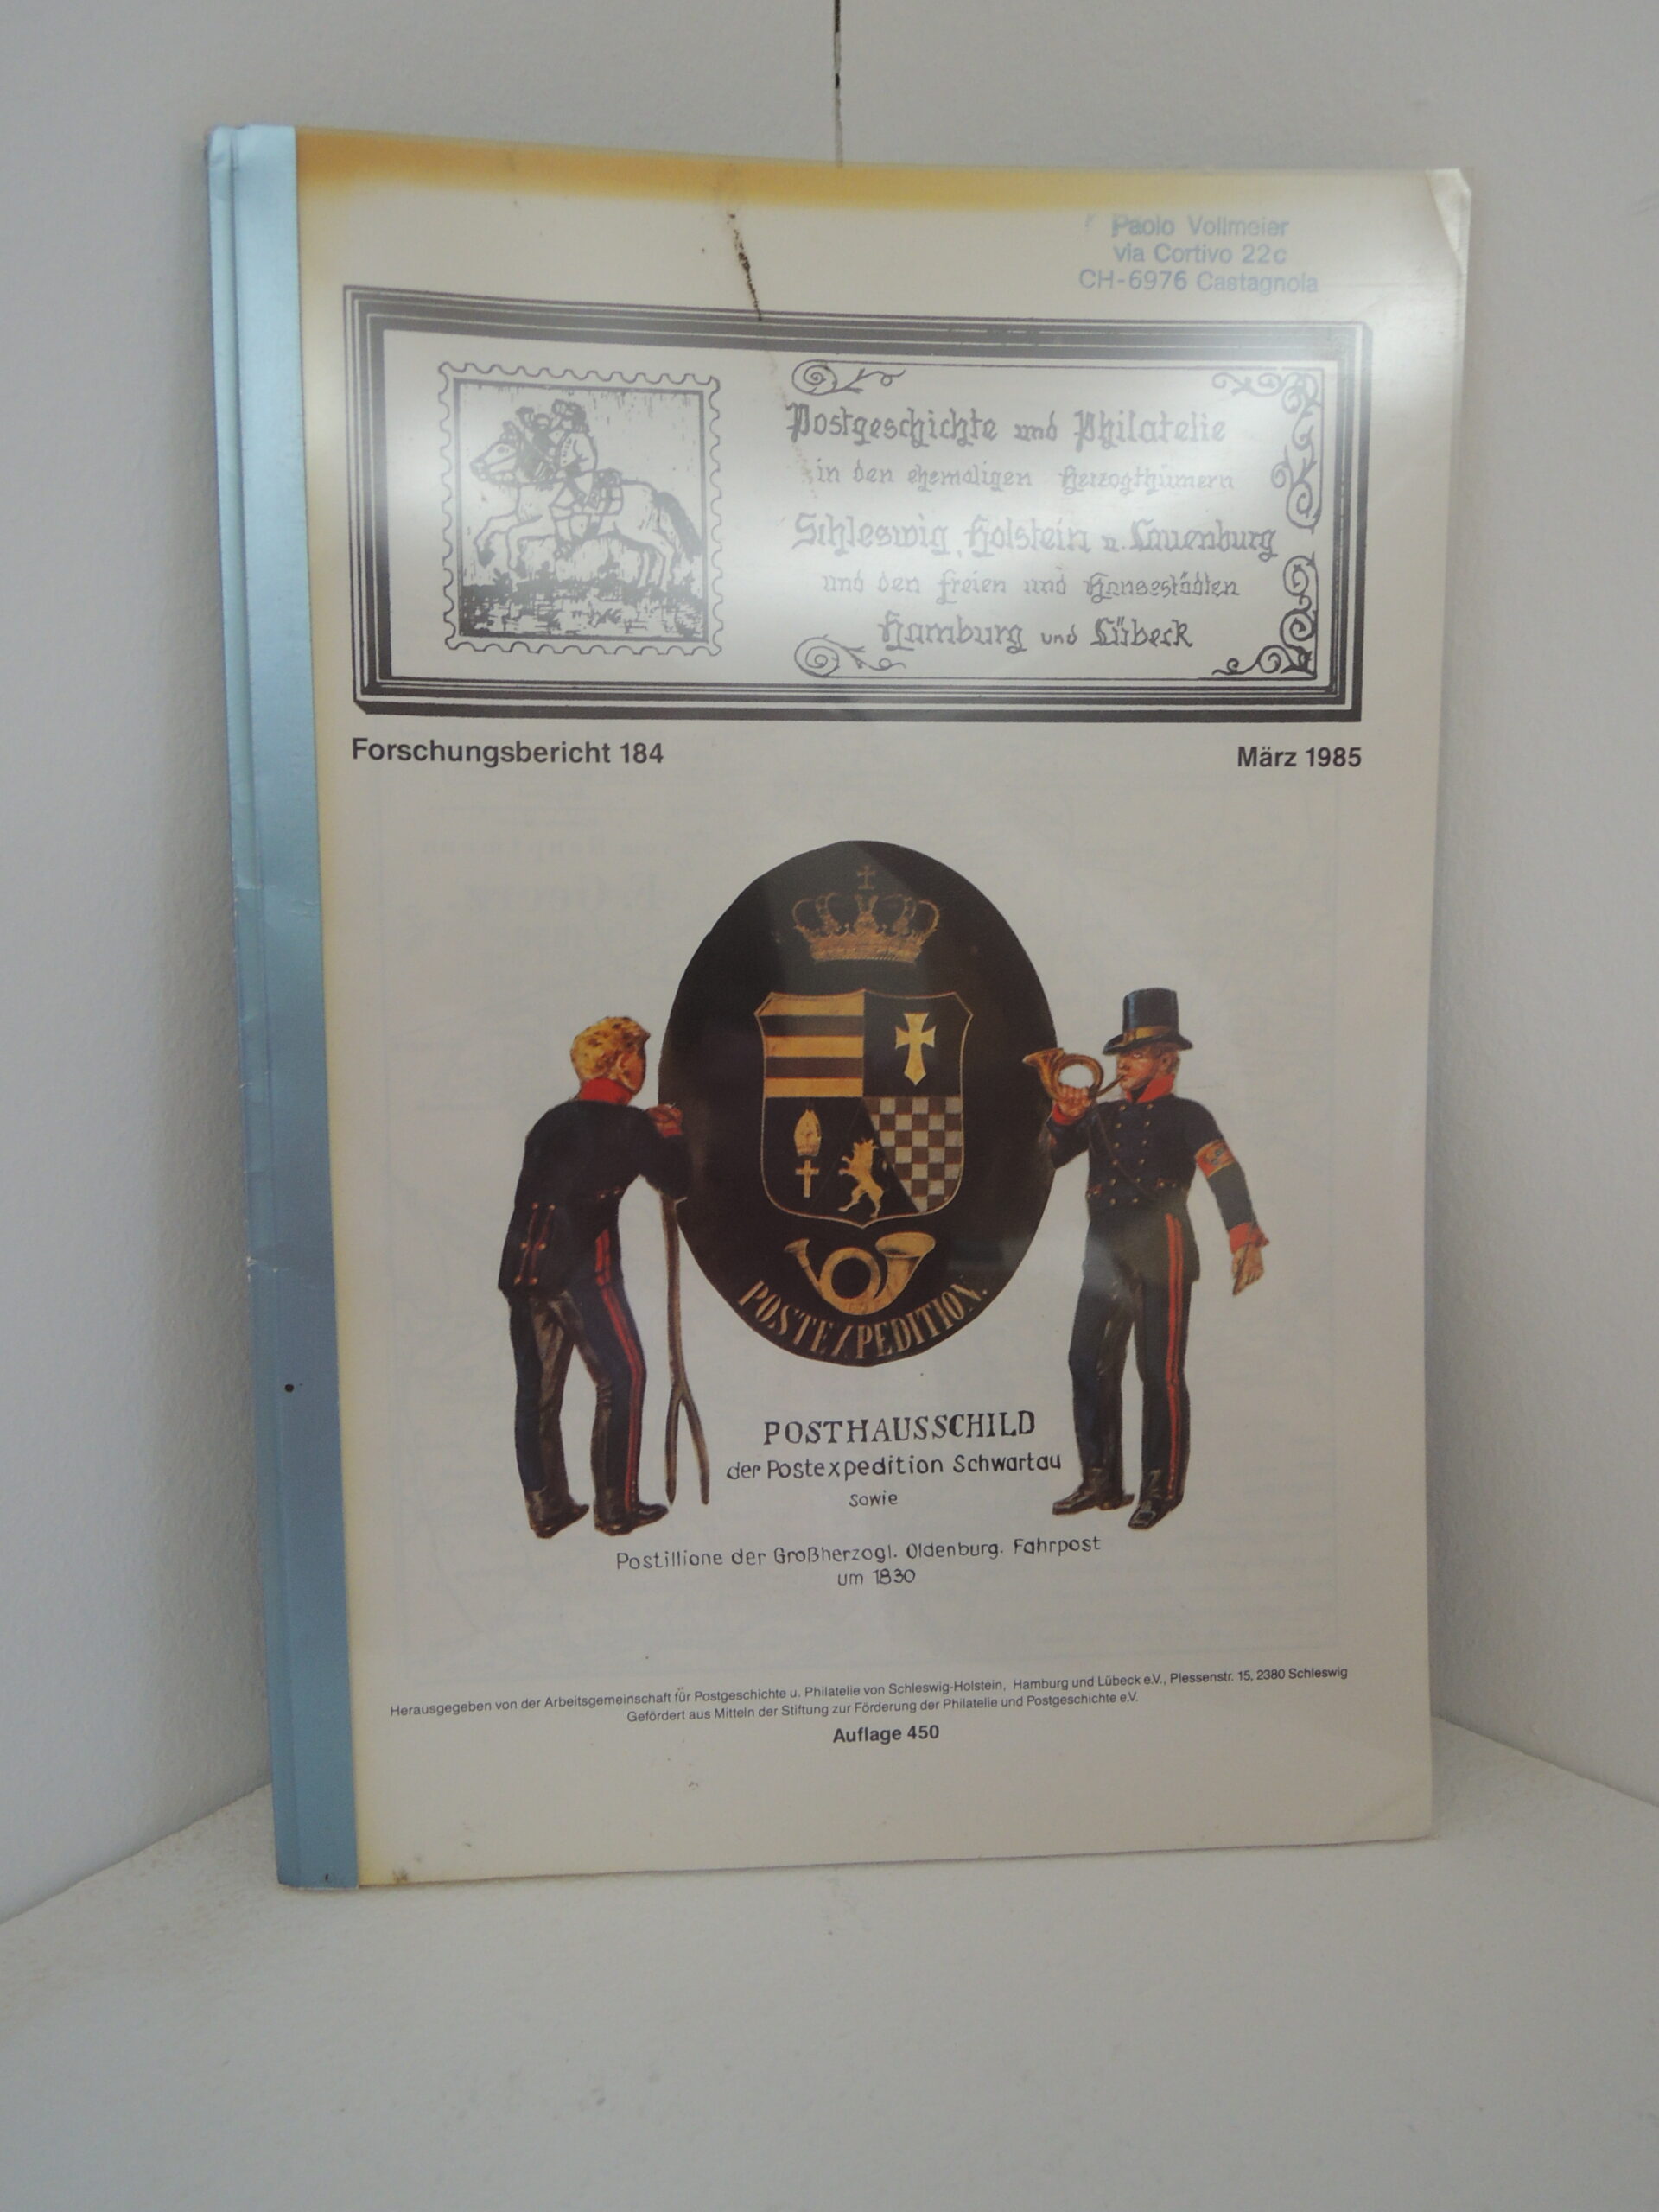 Paolo Vollmeier
via Cortivo 22c
CH-6976 Castagnola
Postgeschichte und Philatelie
in den ehemaligen Herzogthümern
Schleswig, Holstein u. Lauenburg
und den freien und Hansestädten
Hamburg und Lübeck
Forschungsbericht 184
März 1985
POSTEXPEDITION.
POSTHAUSSCHILD
der Postexpedition Schwartau
sowie
Postillione der Großherzogl. Oldenburg. Fahrpost
um 1830
Herausgegeben von der Arbeitsgemeinschaft für Postgeschichte u. Philatelie von Schleswig-Holstein, Hamburg und Lübeck e.V., Plessenstr. 15, 2380 Schleswig
Gefördert aus Mitteln der Stiftung zur Förderung der Philatelie und Postgeschichte e.V.
Auflage 450